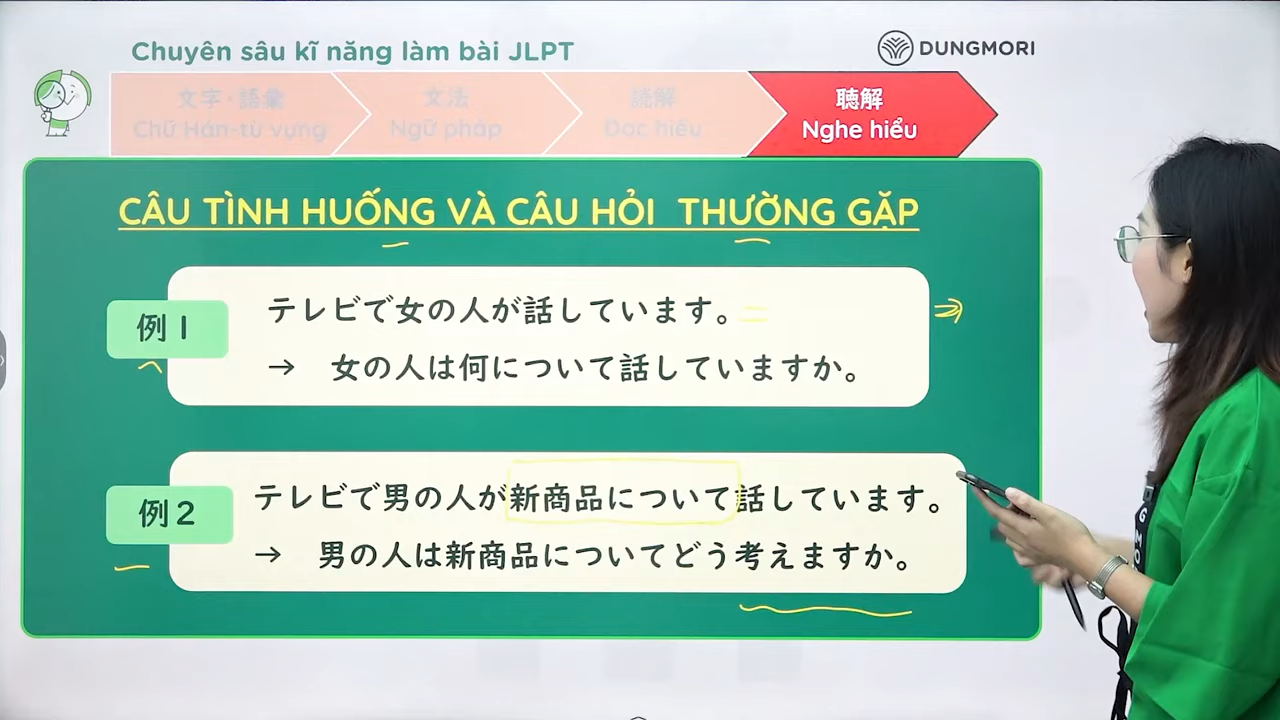 Chuyên sâu kĩ năng làm bài JLPT
DUNGMORI
文字・語彙
Chữ Hán-từ vựng
文法
Ngữ pháp
読解
Đọc hiểu
聴解
Nghe hiểu
CÂU TÌNH HUỐNG VÀ CÂU HỎI THƯỜNG GẶP
例1
テレビで女の人が話しています。
→ 女の人は何について話していますか。
例2
テレビで男の人が新商品について話しています。
→ 男の人は新商品についてどう考えますか。